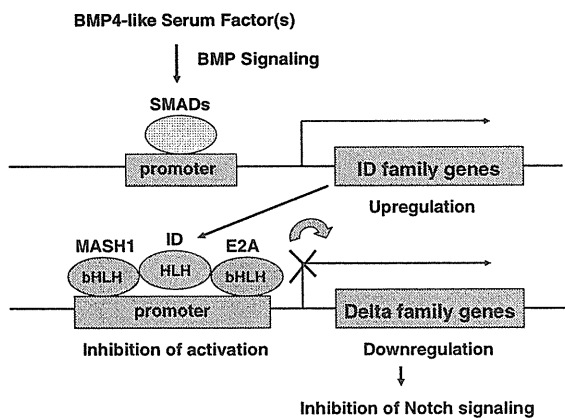 BMP4-like Serum Factor(s)
BMP Signaling
SMADs
promoter
ID family genes
Upregulation
MASH1
ID
E2A
bHLH
HLH
bHLH
promoter
Delta family genes
Inhibition of activation
Downregulation
Inhibition of Notch signaling